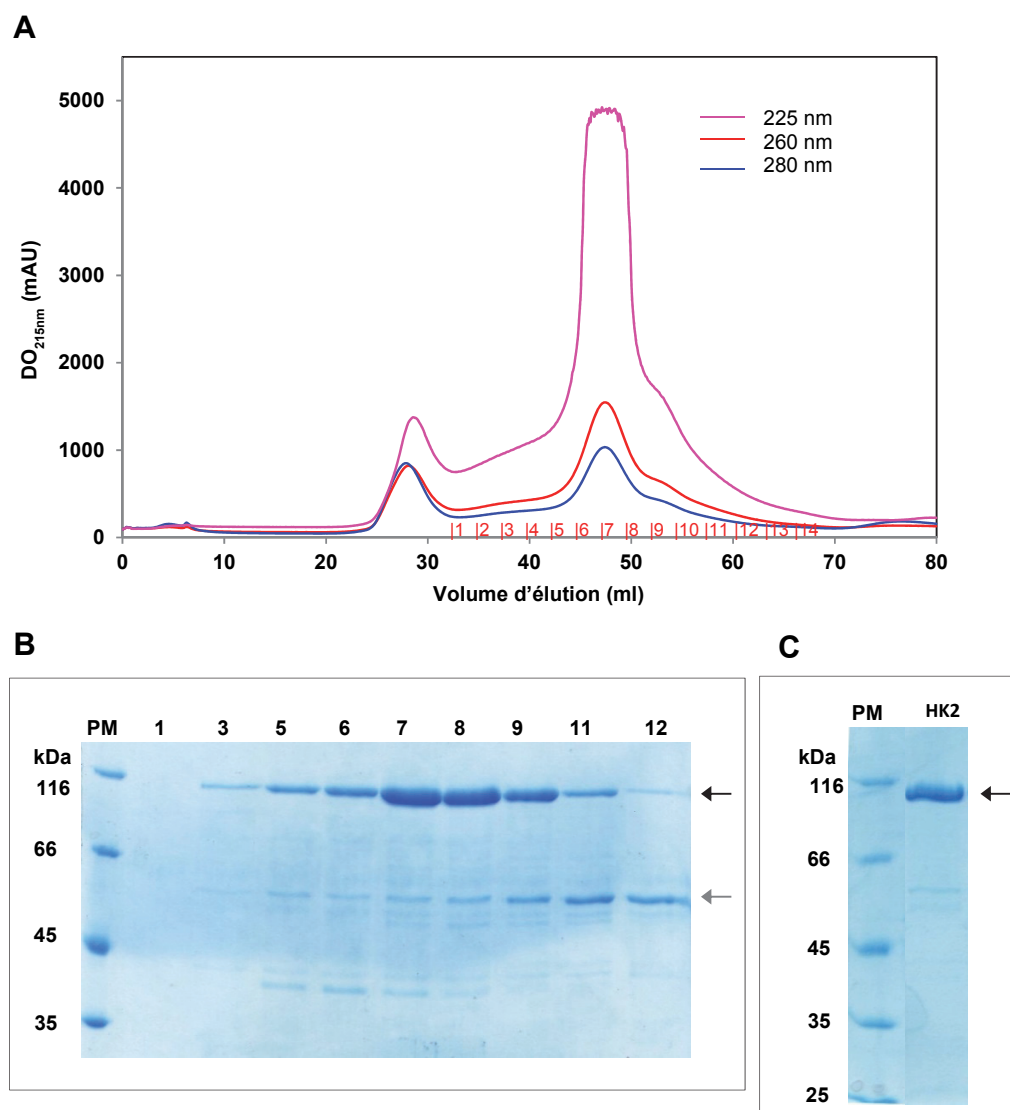 A
5000
4000
3000
2000
1000
0
DO215nm (mAU)
225 nm
260 nm
280 nm
|1 |2 |3 |4 |5 |6 |7 |8 |9 |10 |11 |12 |13 |14
0 10 20 30 40 50 60 70 80
Volume d'élution (ml)
B
PM 1 3 5 6 7 8 9 11 12
kDa
116
66
45
35
C
PM HK2
kDa
116
66
45
35
25